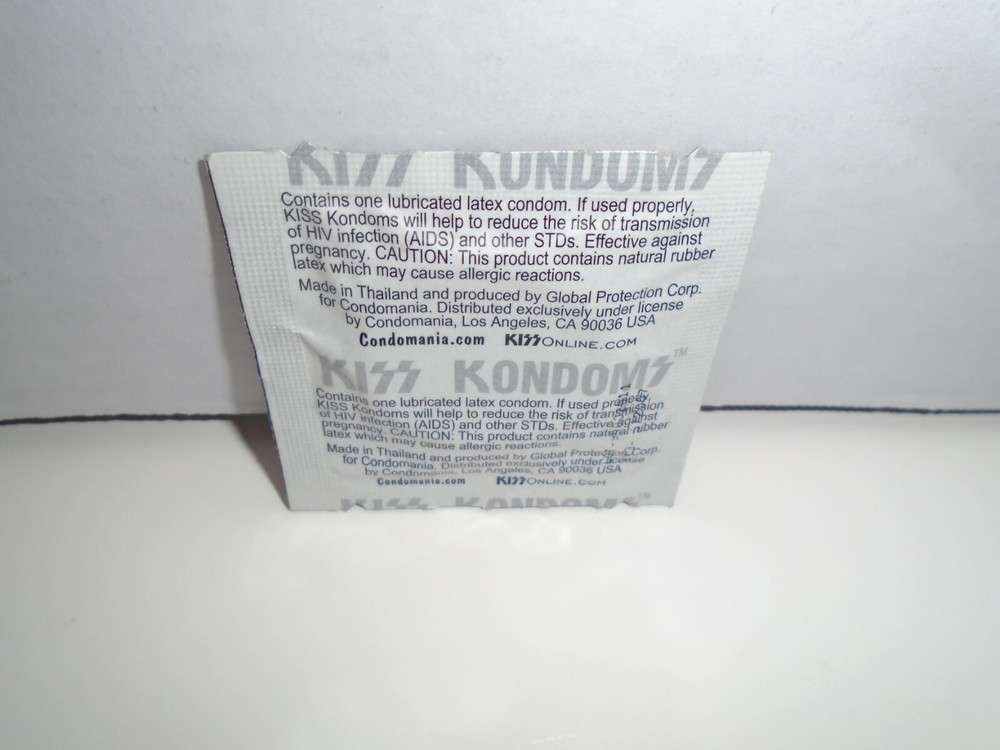 KISS KONDOMS
Contains one lubricated latex condom. If used properly,
KISS Kondoms will help to reduce the risk of transmission
of HIV infection (AIDS) and other STDs. Effective against
pregnancy. CAUTION: This product contains natural rubber
latex which may cause allergic reactions.
Made in Thailand and produced by Global Protection Corp.
for Condomania. Distributed exclusively under license
by Condomania, Los Angeles, CA 90036 USA
Condomania.com KISSONLINE.COM
KISS KONDOMS™
Contains one lubricated latex condom. If used properly,
KISS Kondoms will help to reduce the risk of transmission
of HIV infection (AIDS) and other STDs. Effective against
pregnancy. CAUTION: This product contains natural rubber
latex which may cause allergic reactions.
Made in Thailand and produced by Global Protection Corp.
for Condomania. Distributed exclusively under license
by Condomania, Los Angeles, CA 90036 USA
Condomania.com KISSONLINE.COM
KISS KONDOMS™